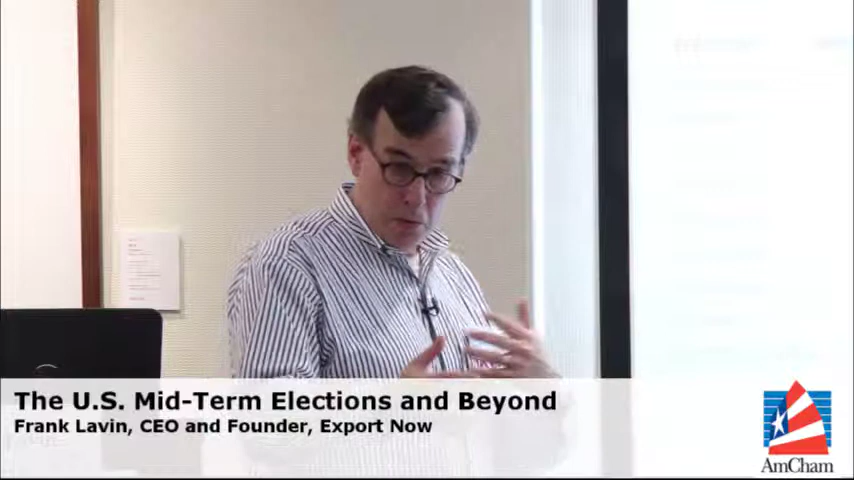 The U.S. Mid-Term Elections and Beyond
Frank Lavin, CEO and Founder, Export Now
AmCham